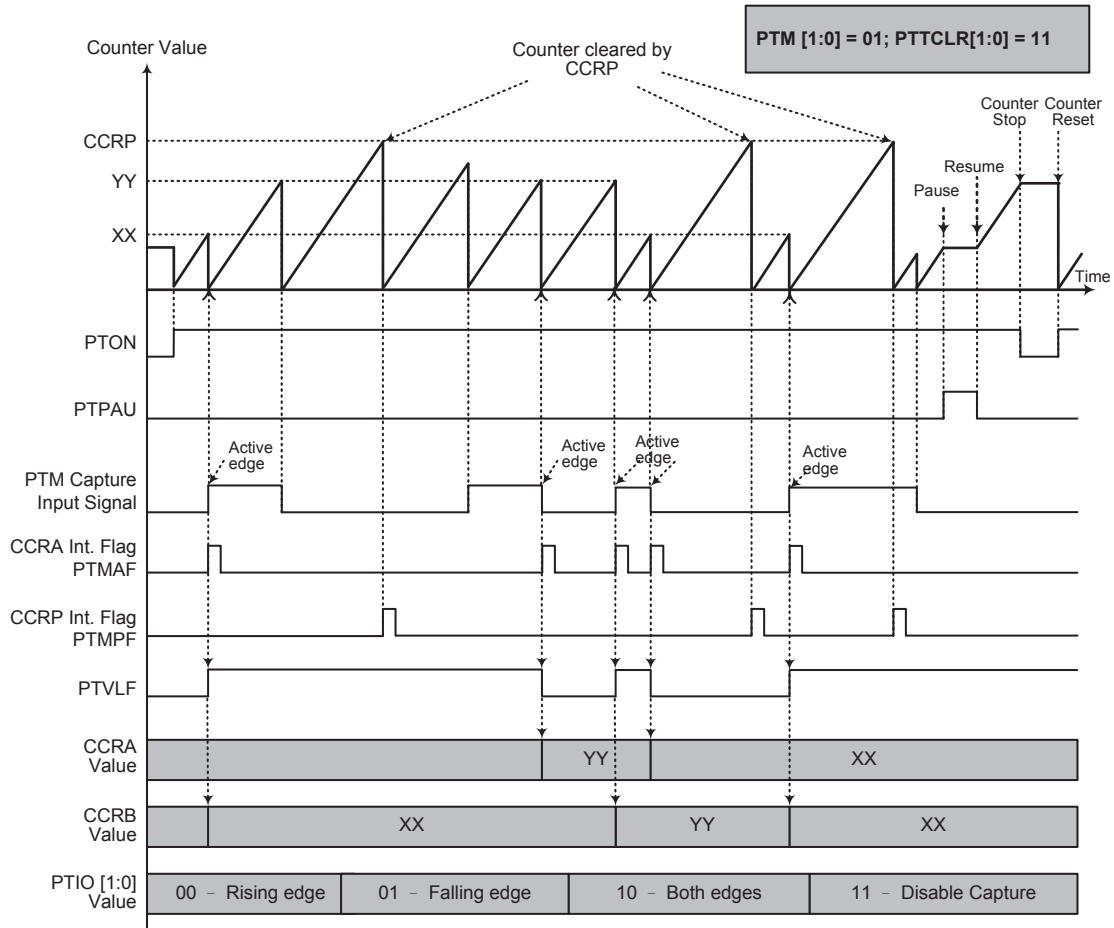 PTM [1:0] = 01; PTTCLR[1:0] = 11
Counter Value
Counter cleared by
CCRP
Counter
Stop
Counter
Reset
CCRP
YY
XX
Pause
Resume
Time
PTON
PTPAU
Active
edge
Active
edge
Active
edge
Active
edge
PTM Capture
Input Signal
CCRA Int. Flag
PTMAF
CCRP Int. Flag
PTMPF
PTVLF
CCRA
Value
YY
XX
CCRB
Value
XX
YY
XX
PTIO [1:0]
Value
00 – Rising edge
01 – Falling edge
10 – Both edges
11 – Disable Capture